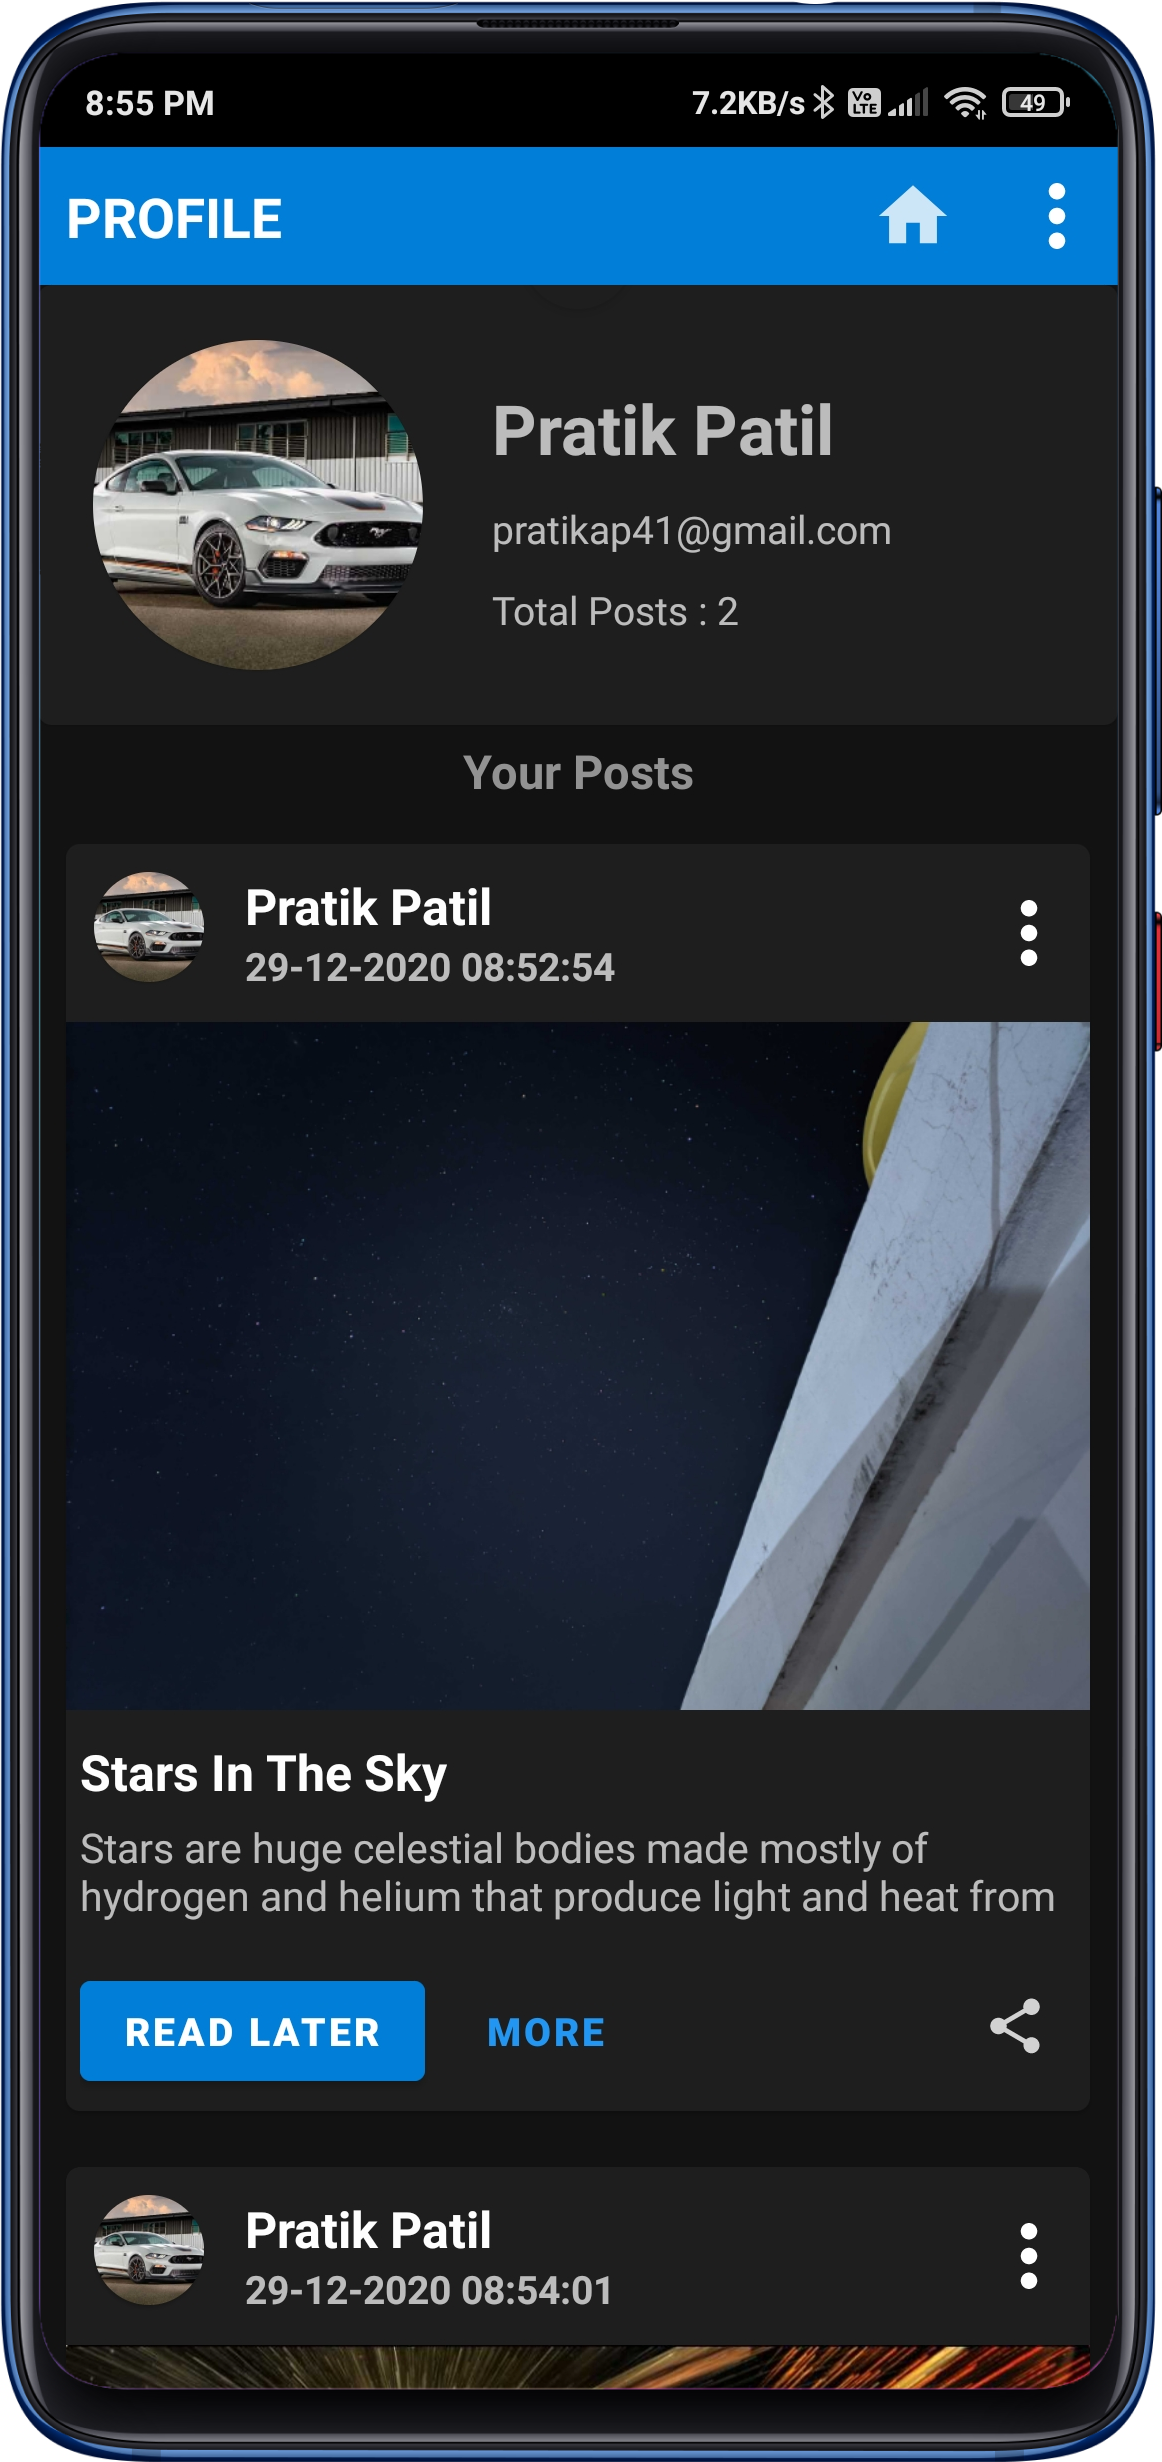 8:55 PM 7.2KB/s Vo LTE 49
PROFILE
Pratik Patil
pratikap41@gmail.com
Total Posts : 2
Your Posts
Pratik Patil
29-12-2020 08:52:54
Stars In The Sky
Stars are huge celestial bodies made mostly of
hydrogen and helium that produce light and heat from
READ LATER MORE
Pratik Patil
29-12-2020 08:54:01